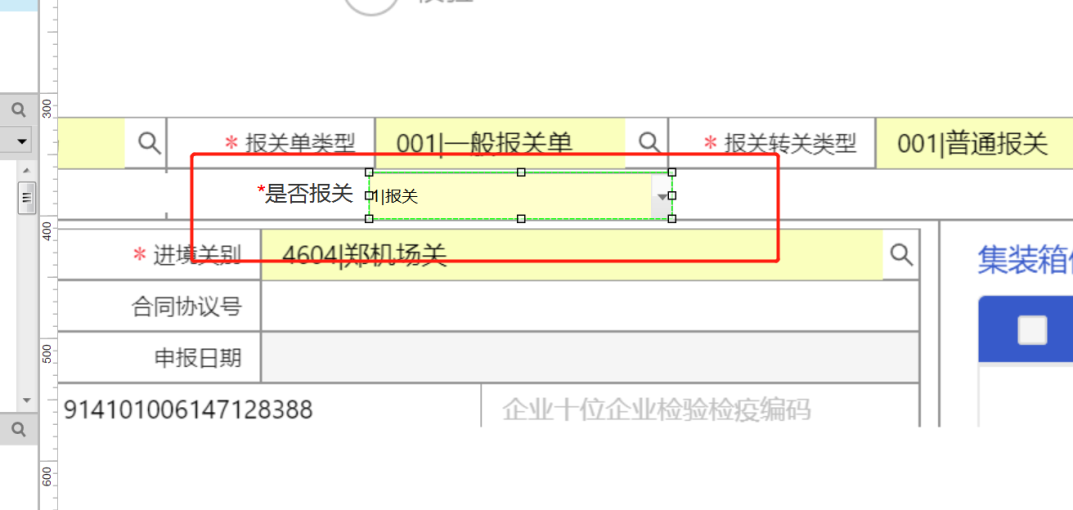 300
* 报关单类型 001|一般报关单 * 报关转关类型 001|普通报关
*是否报关 1|报关
400
* 进境关别 4604|郑机场关
集装箱
合同协议号
500
申报日期
914101006147128388 企业十位企业检验检疫编码
600